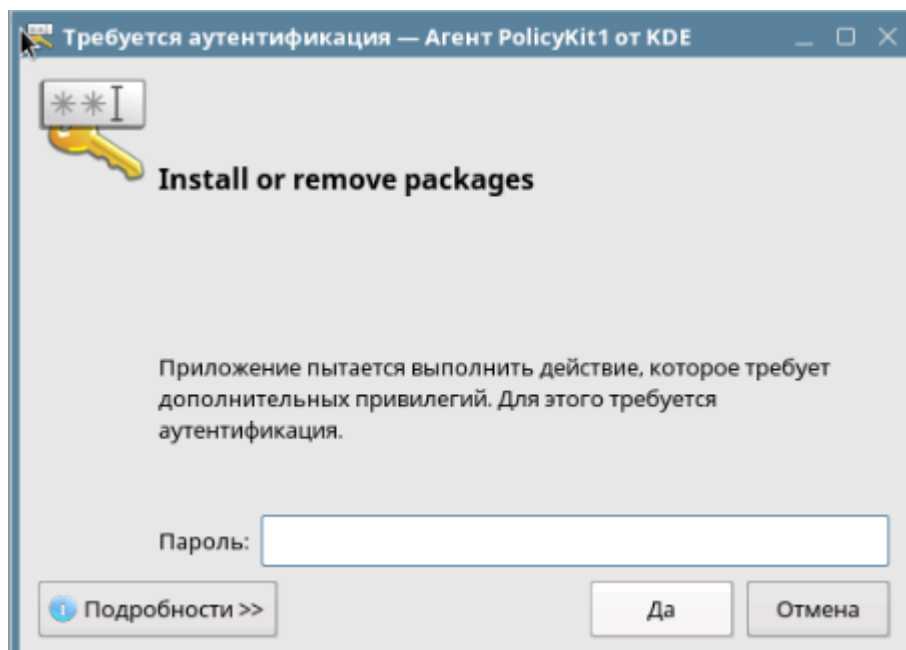 Требуется аутентификация — Агент PolicyKit1 от KDE
Install or remove packages
Приложение пытается выполнить действие, которое требует
дополнительных привилегий. Для этого требуется
аутентификация.
Пароль:
Подробности >>
Да
Отмена